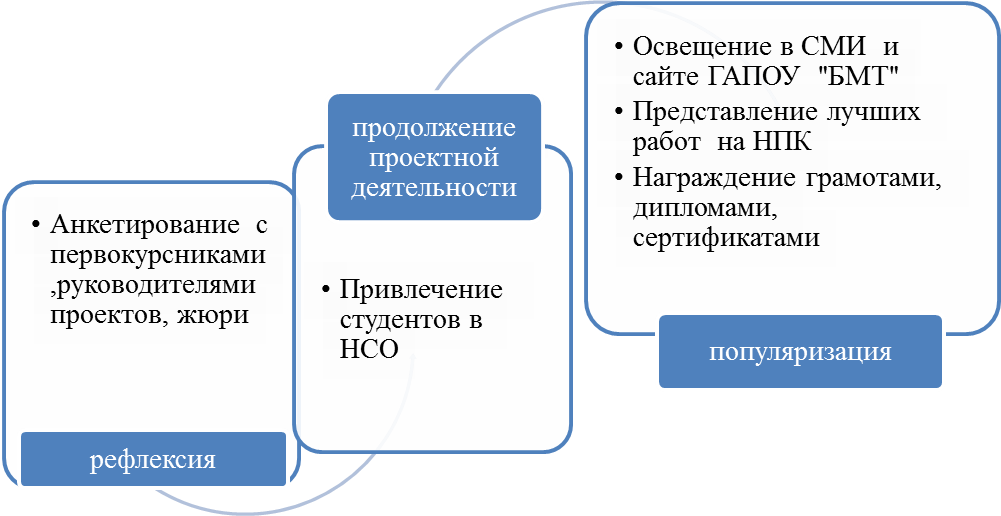 • Анкетирование с
первокурсниками
,руководителями
проектов, жюри
рефлексия
продолжение
проектной
деятельности
• Привлечение
студентов в
НСО
• Освещение в СМИ и
сайте ГАПОУ "БМТ"
• Представление лучших
работ на НПК
• Награждение грамотами,
дипломами,
сертификатами
популяризация